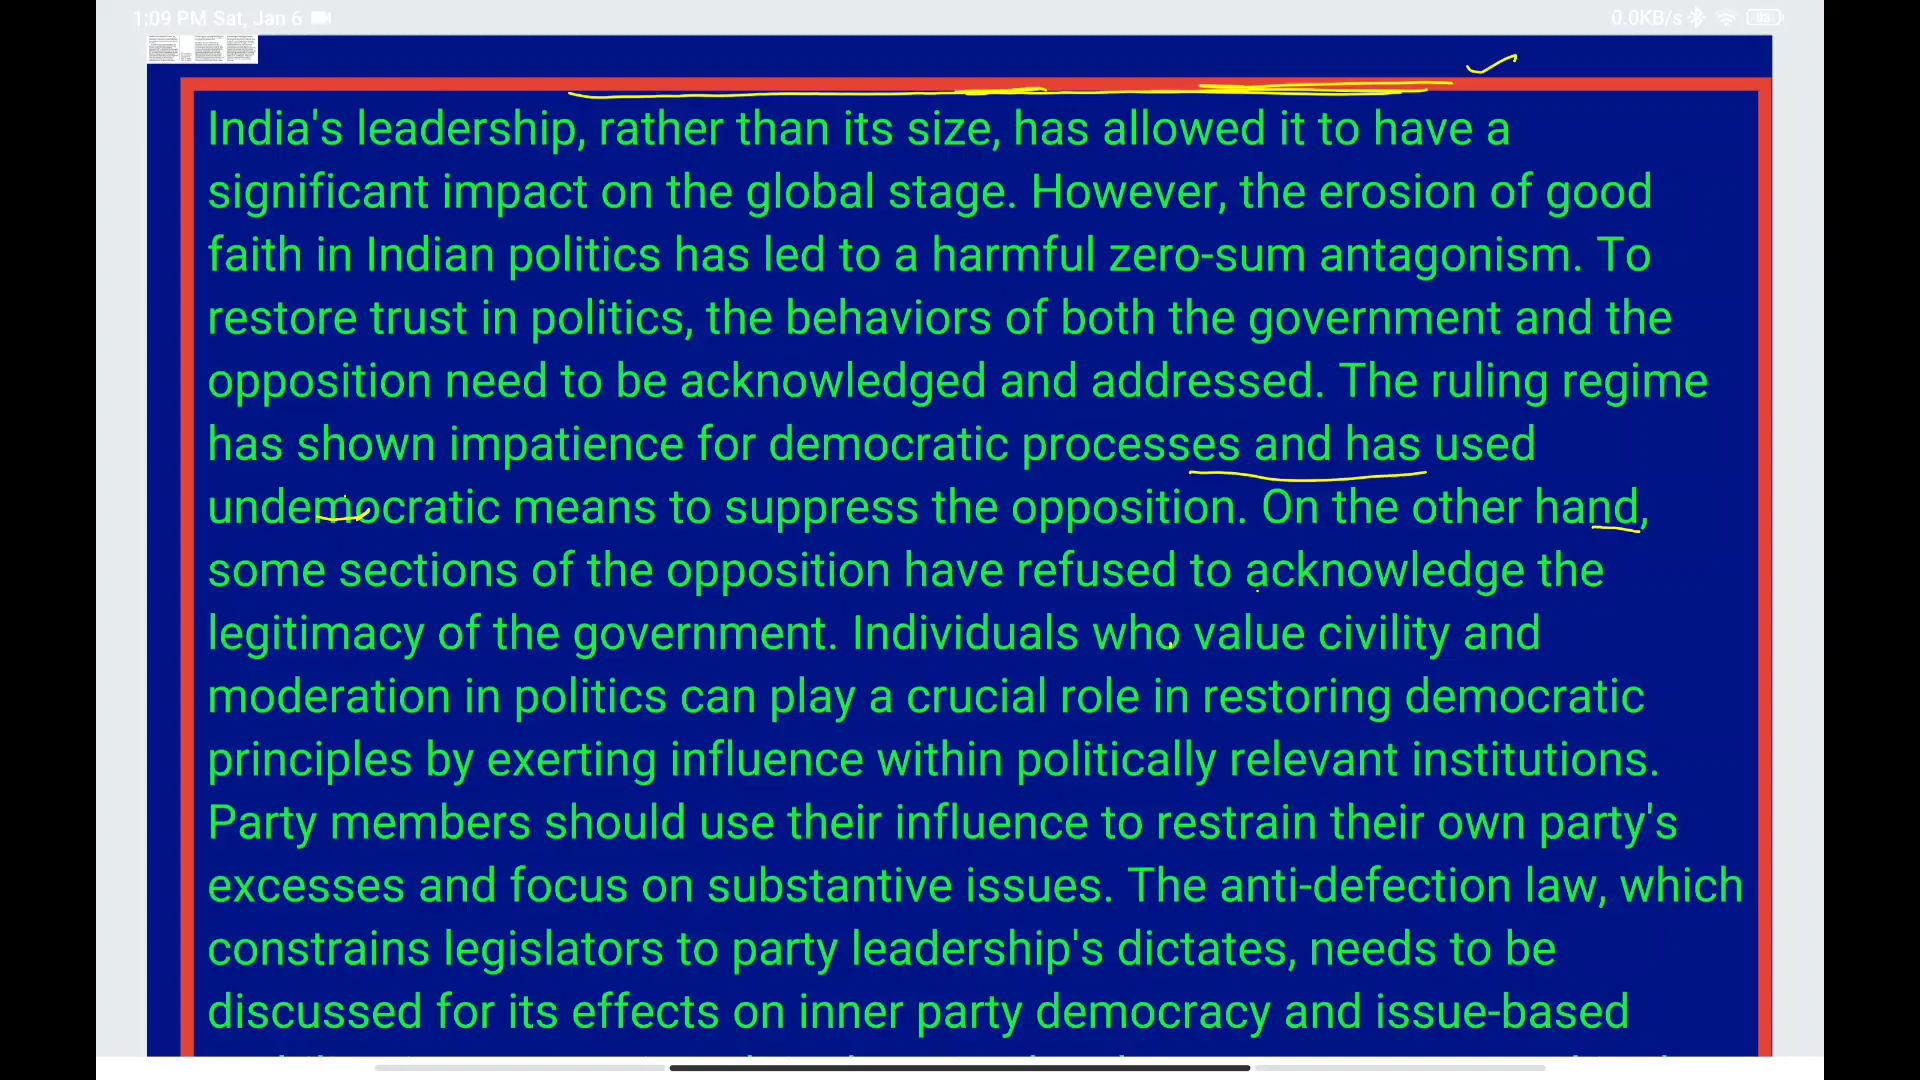 1:09 PM Sat, Jan 6
0.0KB/s
India's leadership, rather than its size, has allowed it to have a
significant impact on the global stage. However, the erosion of good
faith in Indian politics has led to a harmful zero-sum antagonism. To
restore trust in politics, the behaviors of both the government and the
opposition need to be acknowledged and addressed. The ruling regime
has shown impatience for democratic processes and has used
undemocratic means to suppress the opposition. On the other hand,
some sections of the opposition have refused to acknowledge the
legitimacy of the government. Individuals who value civility and
moderation in politics can play a crucial role in restoring democratic
principles by exerting influence within politically relevant institutions.
Party members should use their influence to restrain their own party's
excesses and focus on substantive issues. The anti-defection law, which
constrains legislators to party leadership's dictates, needs to be
discussed for its effects on inner party democracy and issue-based